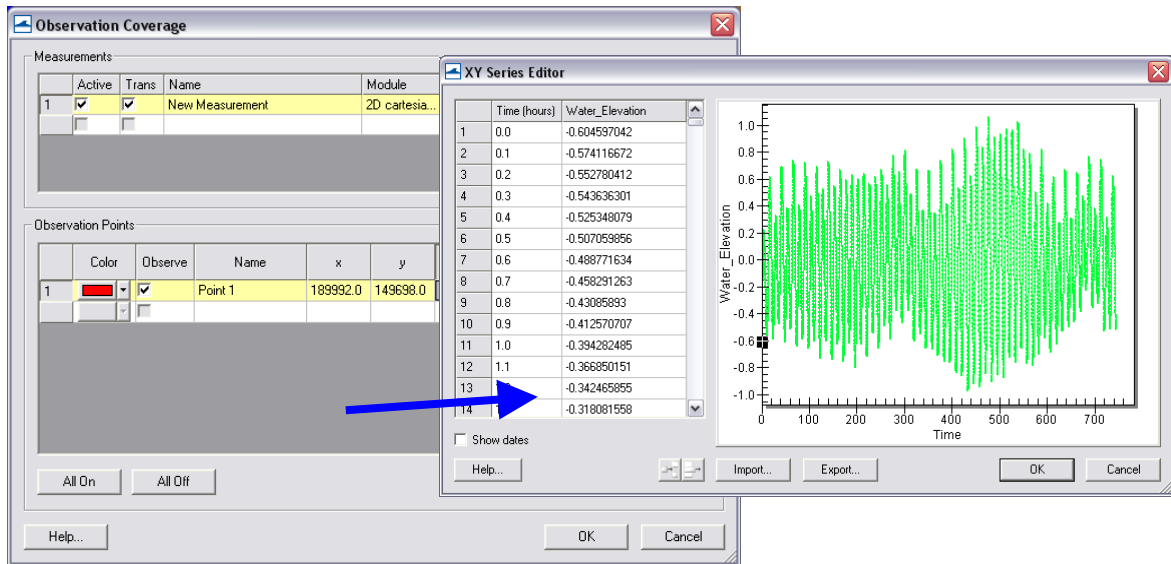 Observation Coverage
Measurements
Active Trans Name Module
1 New Measurement 2D cartesia...
Observation Points
Color Observe Name x y
1 Point 1 189992.0 149698.0
All On All Off
Help... OK Cancel
XY Series Editor
Time (hours) Water_Elevation
1 0.0 -0.604597042
2 0.1 -0.574116672
3 0.2 -0.552780412
4 0.3 -0.543636301
5 0.4 -0.525348079
6 0.5 -0.507059856
7 0.6 -0.488771634
8 0.7 -0.458291263
9 0.8 -0.43085893
10 0.9 -0.412570707
11 1.0 -0.394282485
12 1.1 -0.366850151
13 -0.342465855
14 -0.318081558
Show dates
Help... Import... Export... OK Cancel
Water_Elevation
1.0
0.8
0.6
0.4
0.2
0.0
-0.2
-0.4
-0.6
-0.8
-1.0
0 100 200 300 400 500 600 700
Time